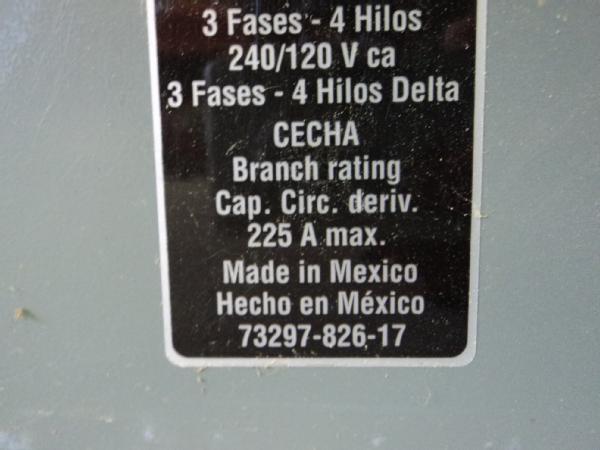 3 Fases - 4 Hilos
240/120 V ca
3 Fases - 4 Hilos Delta
CECHA
Branch rating
Cap. Circ. deriv.
225 A max.
Made in Mexico
Hecho en México
73297-826-17